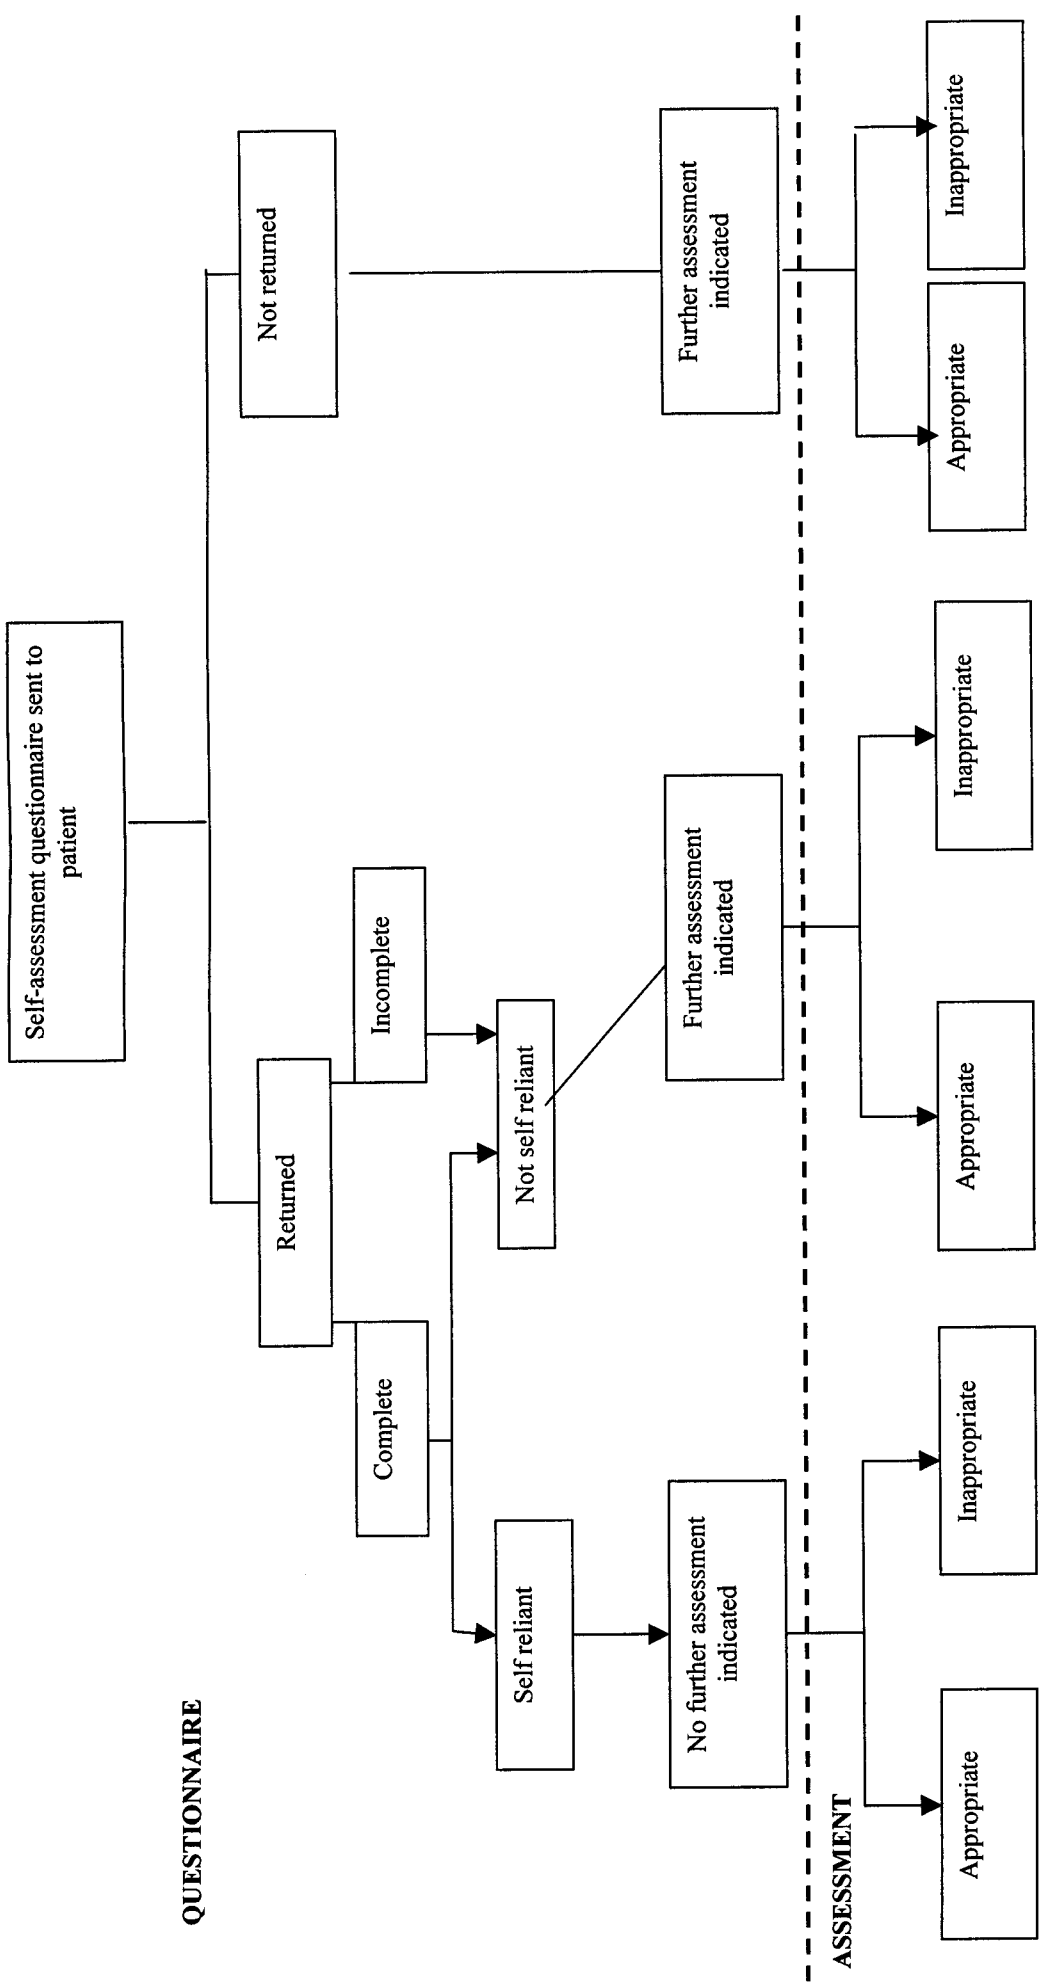 Self-assessment questionnaire sent to
patient
QUESTIONNAIRE
Returned
Not returned
Complete
Incomplete
Self reliant
Not self reliant
No further assessment
indicated
Further assessment
indicated
Further assessment
indicated
ASSESSMENT
Appropriate
Inappropriate
Appropriate
Inappropriate
Appropriate
Inappropriate